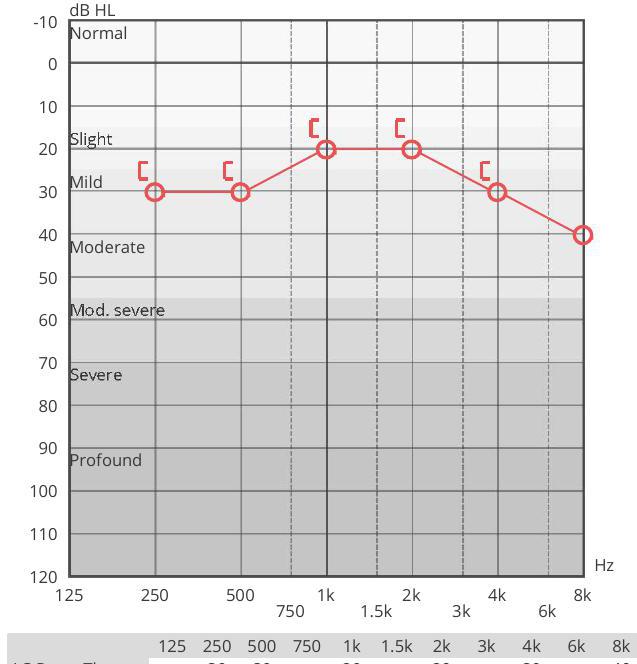 dB HL
-10
Normal
0
10
Slight
20
Mild
30
40
Moderate
50
Mod. severe
60
70
Severe
80
90
Profound
100
110
120
Hz
125 250 500 1k 2k 4k 8k
750 1.5k 3k 6k
125 250 500 750 1k 1.5k 2k 3k 4k 6k 8k